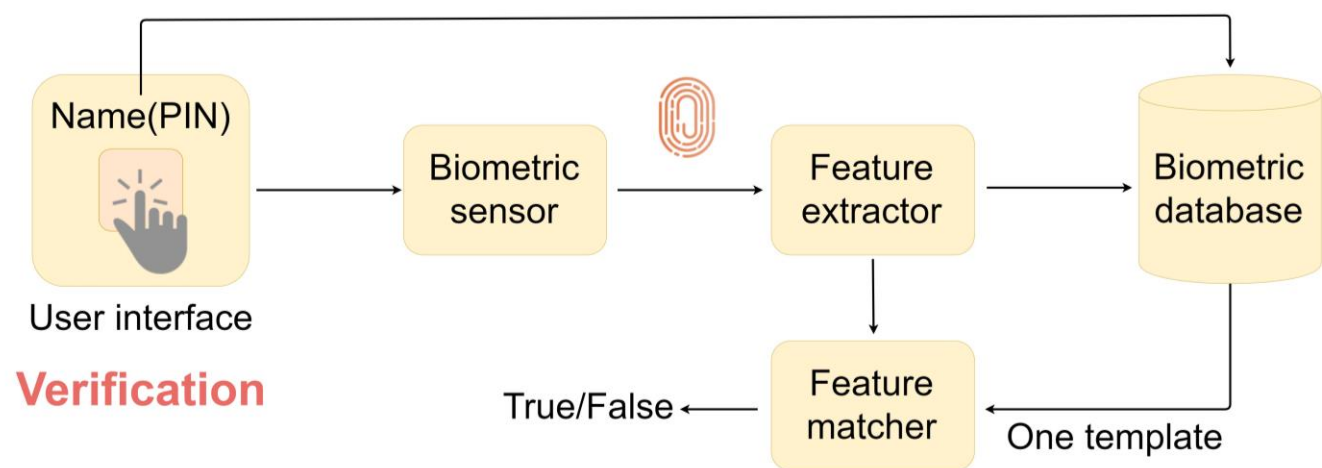 Name(PIN)
User interface
Verification
Biometric
sensor
Feature
extractor
Biometric
database
Feature
matcher
True/False
One template